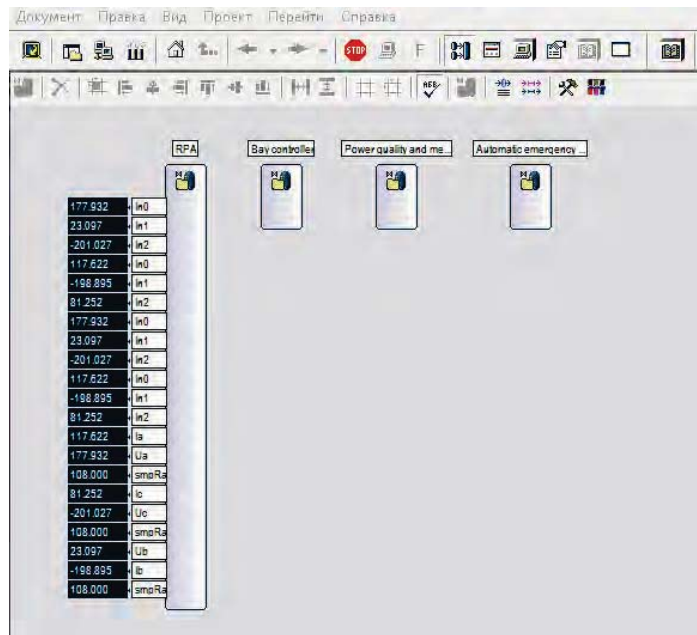 Документ Правка Вид Проект Перейти Справка
STOP F
RPA Bay controller Power quality and me... Automatic emergency ...
177.932 In0
23.097 In1
-201.027 In2
117.622 In0
-198.895 In1
81.252 In2
177.932 In0
23.097 In1
-201.027 In2
117.622 In0
-198.895 In1
81.252 In2
117.622 Ia
177.932 Ua
108.000 smpRa
81.252 Ic
-201.027 Uc
108.000 smpRa
23.097 Ub
-198.895 Ib
108.000 smpRa